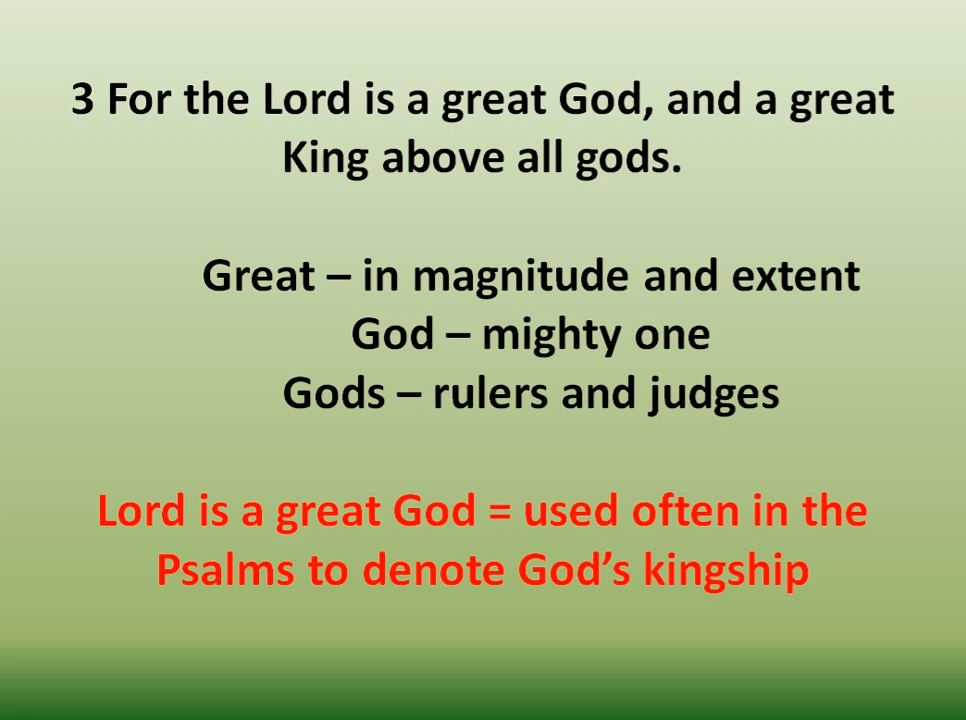 3 For the Lord is a great God, and a great
King above all gods.
Great – in magnitude and extent
God – mighty one
Gods – rulers and judges
Lord is a great God = used often in the
Psalms to denote God’s kingship